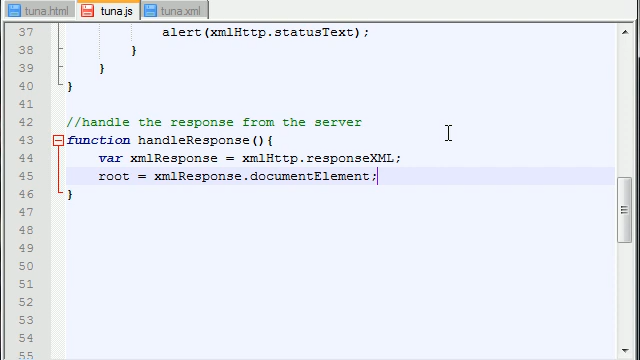 tuna.html tuna.js tuna.xml
37 alert(xmlHttp.statusText);
38 }
39 }
40 }
41
42 //handle the response from the server
43 function handleResponse(){
44 var xmlResponse = xmlHttp.responseXML;
45 root = xmlResponse.documentElement;
46 }
47
48
49
50
51
52
53
54
55